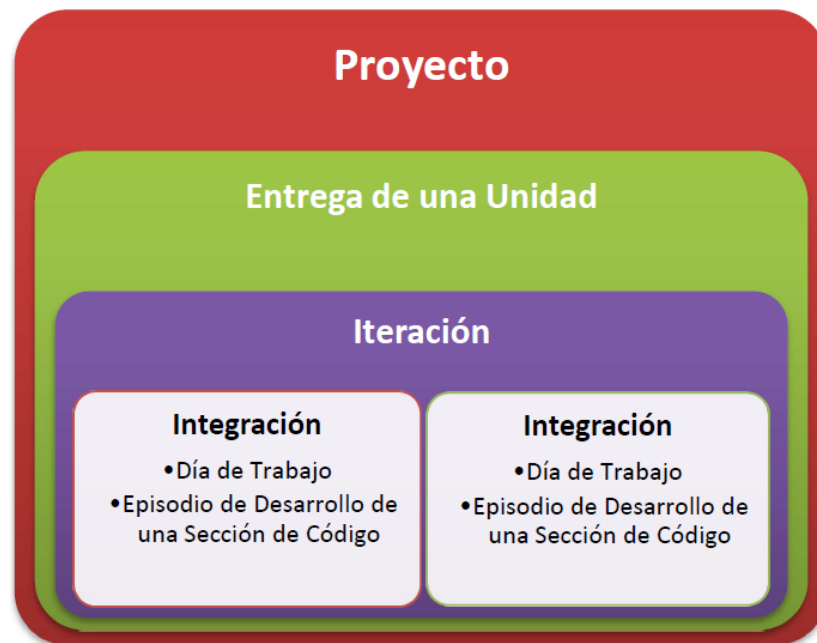 Proyecto
Entrega de una Unidad
Iteración
Integración
•Día de Trabajo
•Episodio de Desarrollo de
una Sección de Código
Integración
•Día de Trabajo
•Episodio de Desarrollo de
una Sección de Código